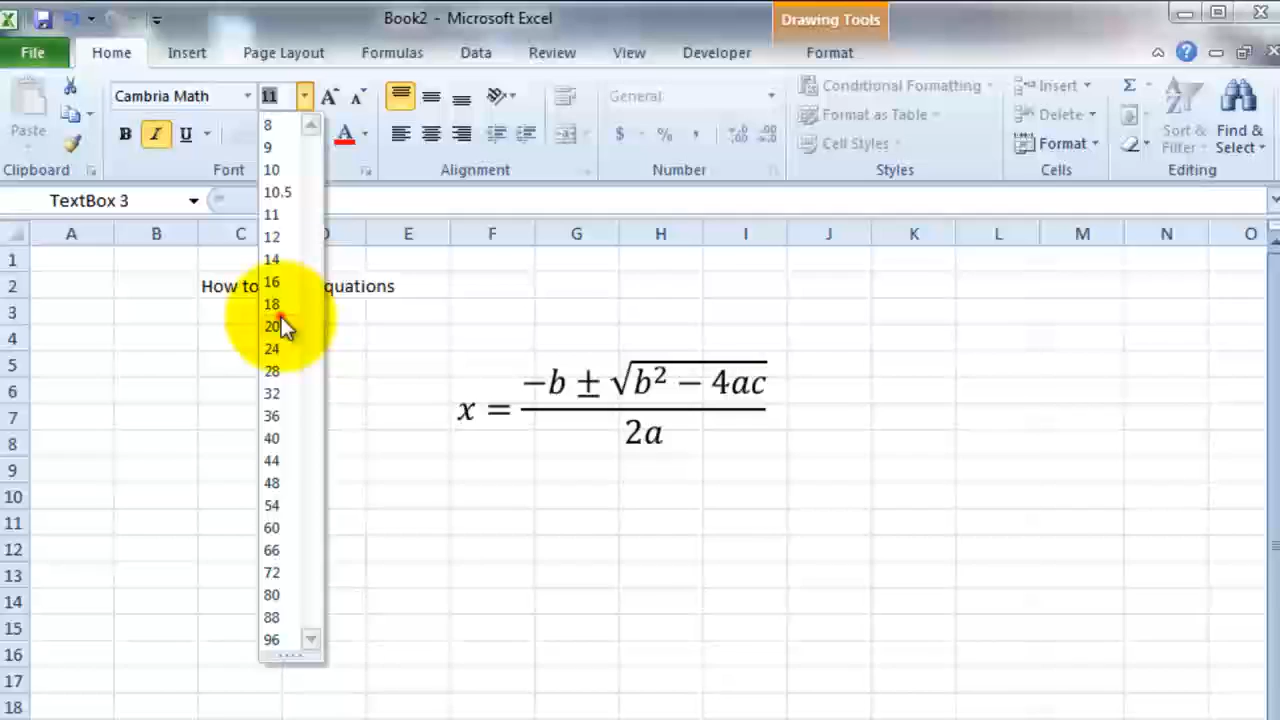 Book2 - Microsoft Excel
Drawing Tools
File Home Insert Page Layout Formulas Data Review View Developer Format
Cambria Math 11 A A
General
Conditional Formatting
Insert
Σ
Paste
B I U A
$ % ,
Format as Table
Delete
Sort & Filter
Find & Select
Cell Styles
Format
Clipboard Font Alignment Number Styles Cells Editing
TextBox 3
A B C D E F G H I J K L M N O
1
2 How to equations
3
4
5
6
7
8
9
10
11
12
13
14
15
16
17
18
x = (−b ± √(b² − 4ac)) / 2a
8
9
10
10.5
11
12
14
16
18
20
24
28
32
36
40
44
48
54
60
66
72
80
88
96